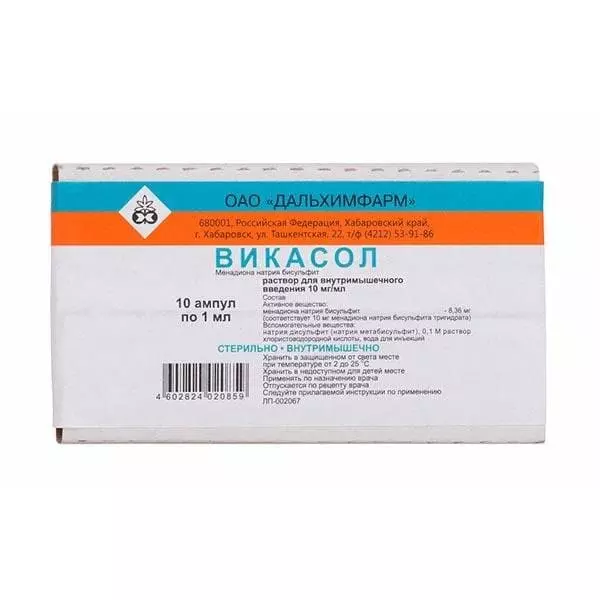 ОАО «ДАЛЬХИМФАРМ»
680001, Российская Федерация, Хабаровский край,
г. Хабаровск, ул. Ташкентская, 22, т/ф (4212) 53-91-86
ВИКАСОЛ
Менадиона натрия бисульфит
раствор для внутримышечного
введения 10 мг/мл
10 ампул
по 1 мл
Состав
Активное вещество:
менадиона натрия бисульфит - 8,36 мг
(соответствует 10 мг менадиона натрия бисульфита тригидрата)
Вспомогательные вещества:
натрия дисульфит (натрия метабисульфит), 0,1 М раствор
хлористоводородной кислоты, вода для инъекций
СТЕРИЛЬНО - ВНУТРИМЫШЕЧНО
Хранить в защищенном от света месте
при температуре от 2 до 25 °С
Хранить в недоступном для детей месте
Применять по назначению врача
Отпускается по рецепту врача
Следуйте прилагаемой инструкции по применению
ЛП-002067
4 602824 020859